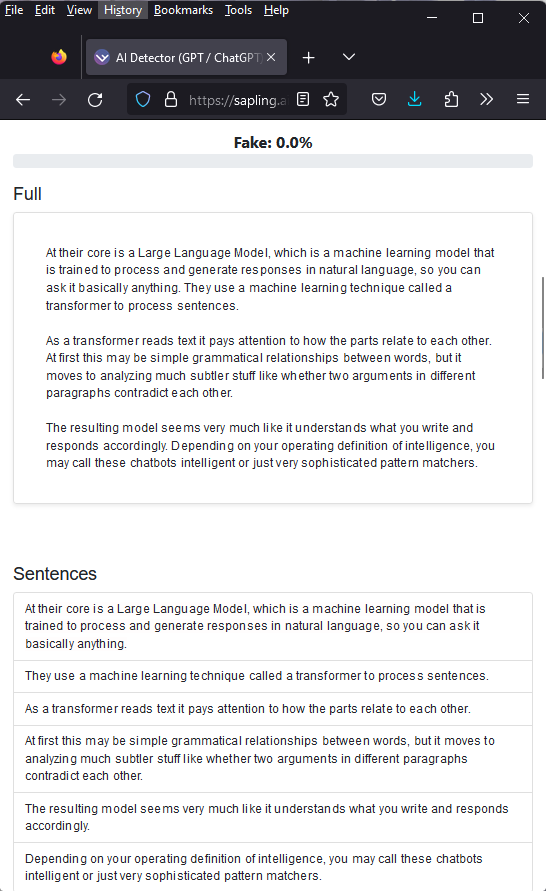 File Edit View History Bookmarks Tools Help
AI Detector (GPT / ChatGPT)
https://sapling.a
Fake: 0.0%
Full
At their core is a Large Language Model, which is a machine learning model that
is trained to process and generate responses in natural language, so you can
ask it basically anything. They use a machine learning technique called a
transformer to process sentences.
As a transformer reads text it pays attention to how the parts relate to each other.
At first this may be simple grammatical relationships between words, but it
moves to analyzing much subtler stuff like whether two arguments in different
paragraphs contradict each other.
The resulting model seems very much like it understands what you write and
responds accordingly. Depending on your operating definition of intelligence, you
may call these chatbots intelligent or just very sophisticated pattern matchers.
Sentences
At their core is a Large Language Model, which is a machine learning model that is
trained to process and generate responses in natural language, so you can ask it
basically anything.
They use a machine learning technique called a transformer to process sentences.
As a transformer reads text it pays attention to how the parts relate to each other.
At first this may be simple grammatical relationships between words, but it moves to
analyzing much subtler stuff like whether two arguments in different paragraphs
contradict each other.
The resulting model seems very much like it understands what you write and responds
accordingly.
Depending on your operating definition of intelligence, you may call these chatbots
intelligent or just very sophisticated pattern matchers.